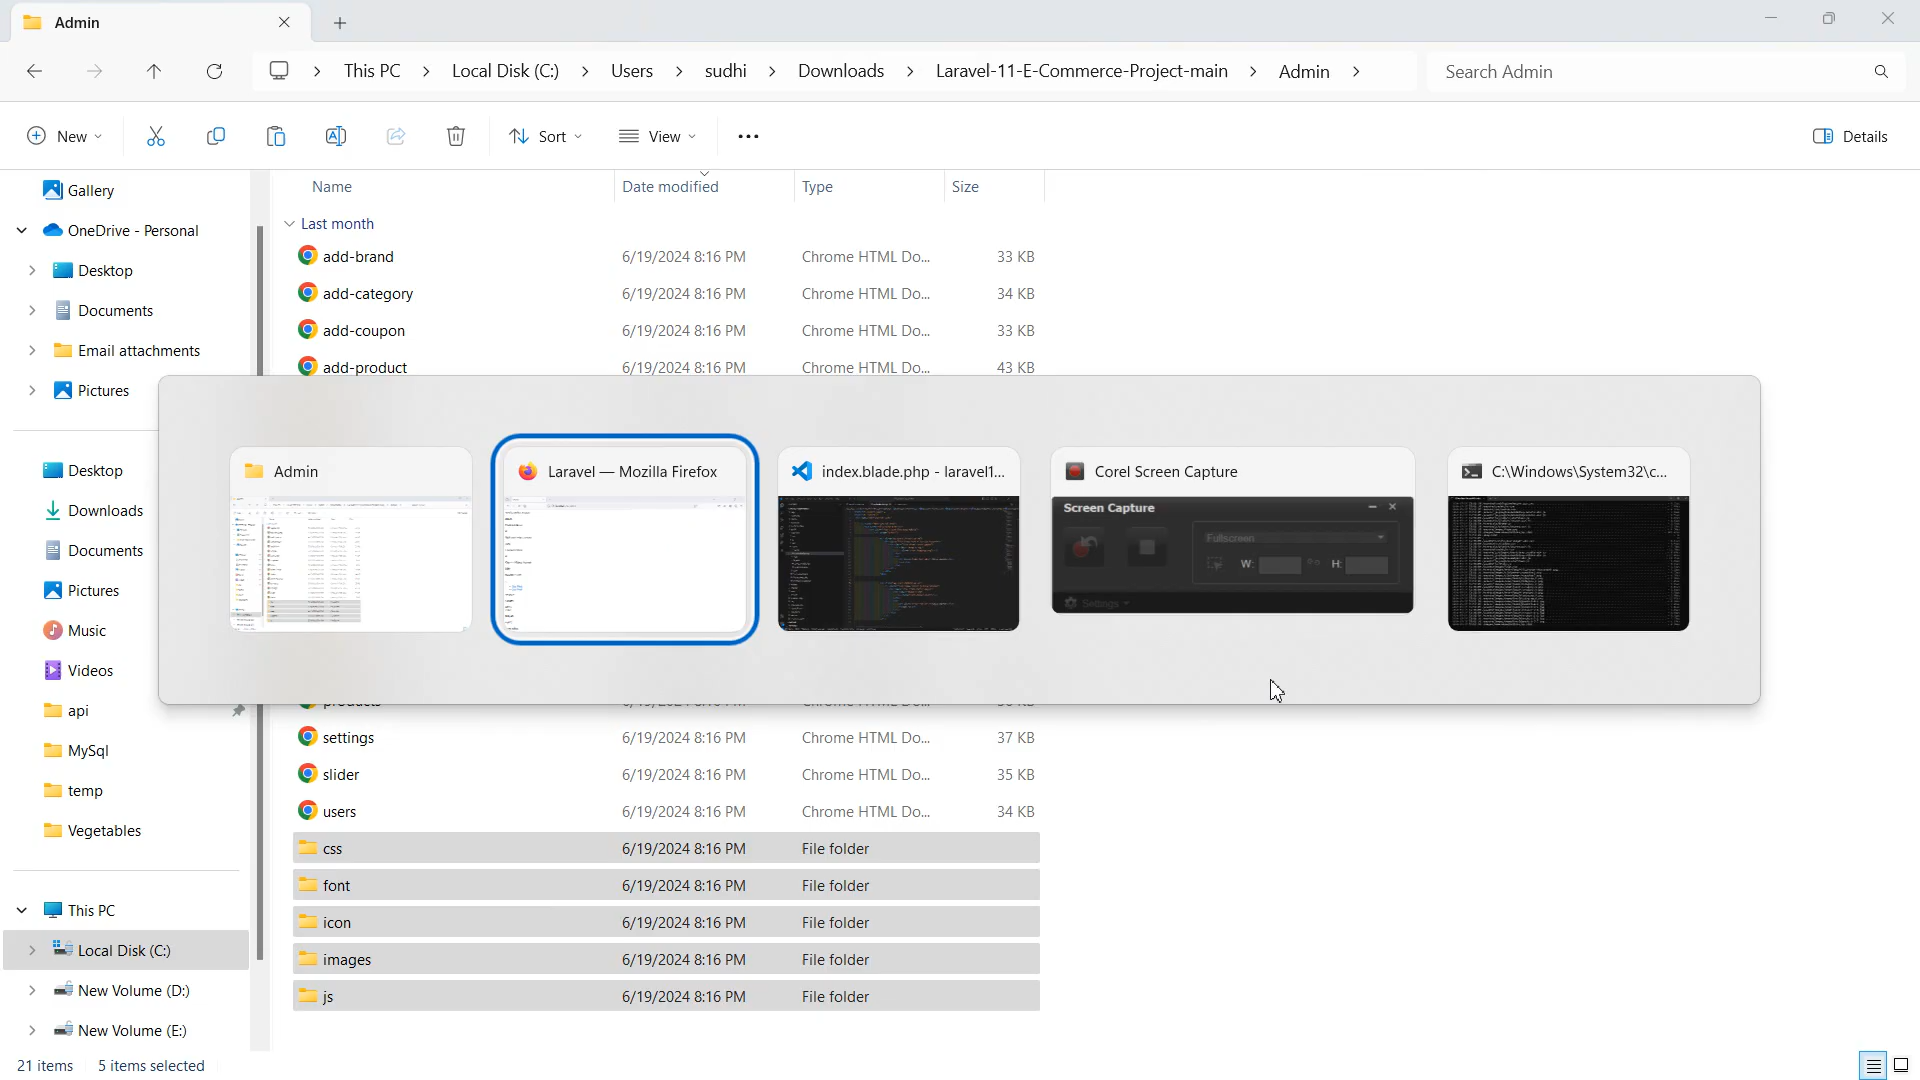 Admin
This PC > Local Disk (C:) > Users > sudhi > Downloads > Laravel-11-E-Commerce-Project-main > Admin >
Search Admin
New
Sort
View
Details
Name
Date modified
Type
Size
Gallery
OneDrive - Personal
Desktop
Documents
Email attachments
Pictures
Desktop
Downloads
Documents
Pictures
Music
Videos
api
MySql
temp
Vegetables
This PC
Local Disk (C:)
New Volume (D:)
New Volume (E:)
Last month
add-brand 6/19/2024 8:16 PM Chrome HTML Do... 33 KB
add-category 6/19/2024 8:16 PM Chrome HTML Do... 34 KB
add-coupon 6/19/2024 8:16 PM Chrome HTML Do... 33 KB
add-product 6/19/2024 8:16 PM Chrome HTML Do... 43 KB
Admin
Laravel — Mozilla Firefox
index.blade.php - laravel1...
Corel Screen Capture
Screen Capture
Fullscreen
W:
H:
Settings
C:\Windows\System32\c...
settings 6/19/2024 8:16 PM Chrome HTML Do... 37 KB
slider 6/19/2024 8:16 PM Chrome HTML Do... 35 KB
users 6/19/2024 8:16 PM Chrome HTML Do... 34 KB
css 6/19/2024 8:16 PM File folder
font 6/19/2024 8:16 PM File folder
icon 6/19/2024 8:16 PM File folder
images 6/19/2024 8:16 PM File folder
js 6/19/2024 8:16 PM File folder
21 items
5 items selected